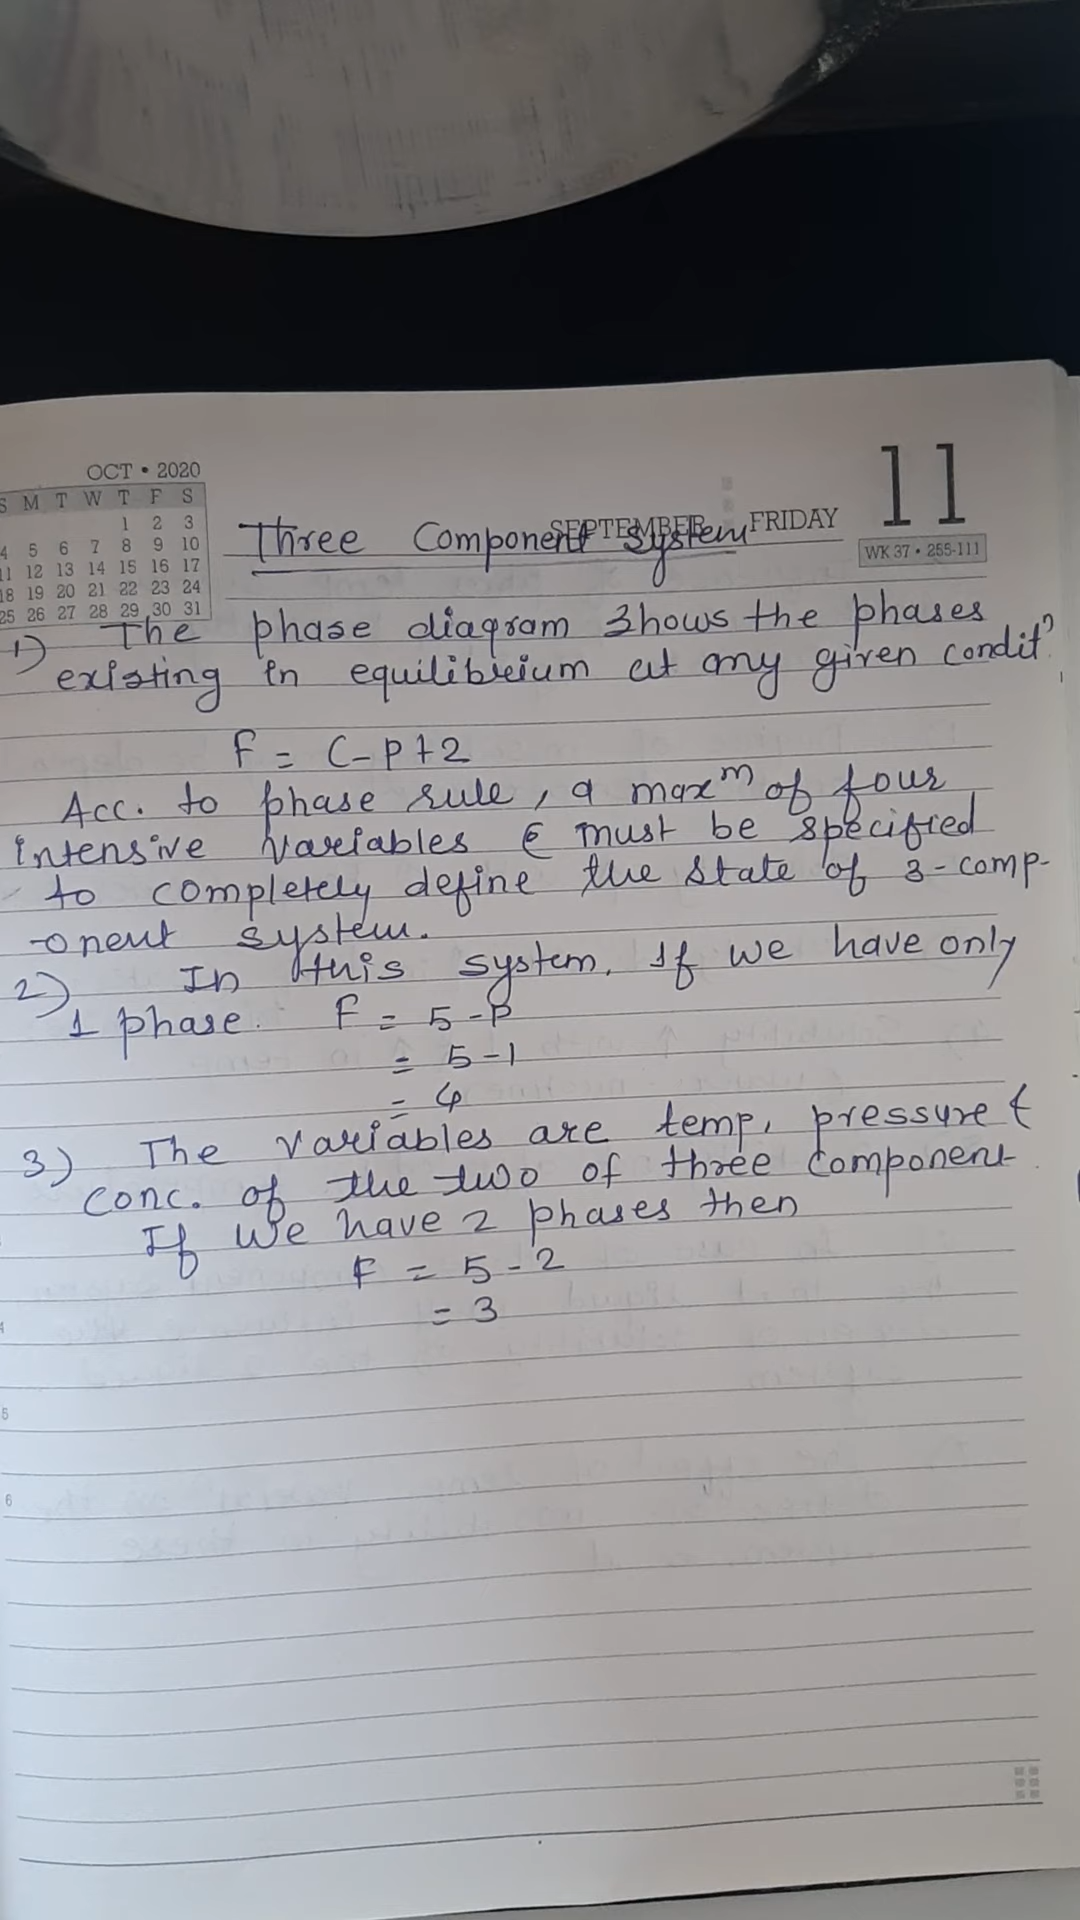 OCT • 2020
S M T W T F S
1 2 3
4 5 6 7 8 9 10
11 12 13 14 15 16 17
18 19 20 21 22 23 24
25 26 27 28 29 30 31
SEPTEMBER FRIDAY 11
WK 37 • 255-111
Three Component System
1) The phase diagram shows the phases
existing in equilibrium at any given conditⁿ.
F = C-P+2
Acc. to phase rule, a maxᵐ of four
intensive variables must be specified
to completely define the state of 3-comp-
-onent system.
2) In this system, if we have only
1 phase. F = 5-P
= 5-1
= 4
3) The variables are temp, pressure &
conc. of the two of three component
If we have 2 phases then
F = 5-2
= 3
5
6